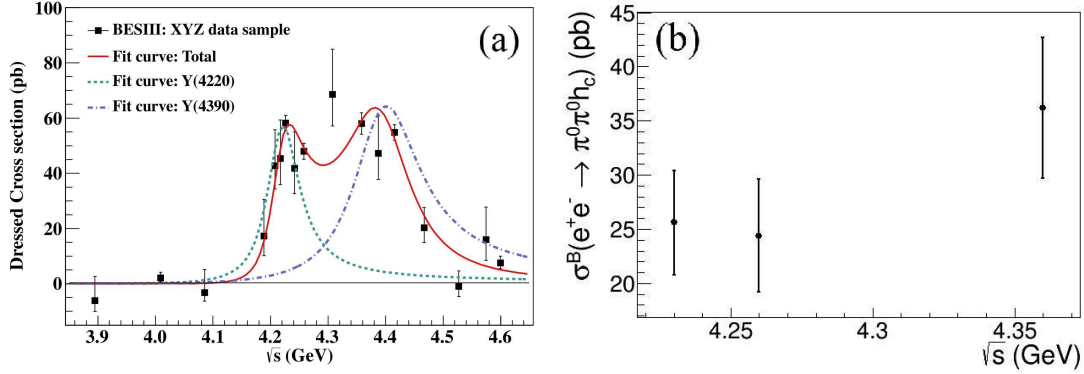 (a)
BESIII: XYZ data sample
Fit curve: Total
Fit curve: Y(4220)
Fit curve: Y(4390)
Dressed Cross section (pb)
100
80
60
40
20
0
3.9 4.0 4.1 4.2 4.3 4.4 4.5 4.6
√s (GeV)
(b)
σᴮ(e⁺e⁻ → π⁰π⁰h_c) (pb)
45
40
35
30
25
20
4.25 4.3 4.35
√s (GeV)